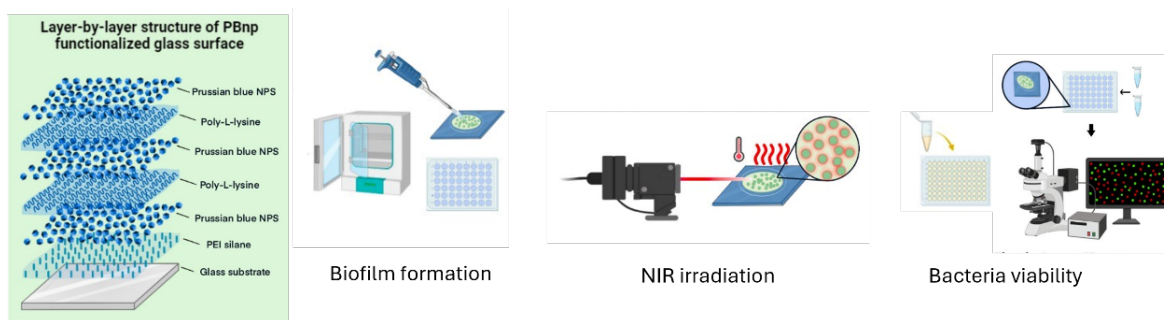 Layer-by-layer structure of PBnp
functionalized glass surface
Prussian blue NPS
Poly-L-lysine
Prussian blue NPS
Poly-L-lysine
Prussian blue NPS
PEI silane
Glass substrate
Biofilm formation
NIR irradiation
Bacteria viability